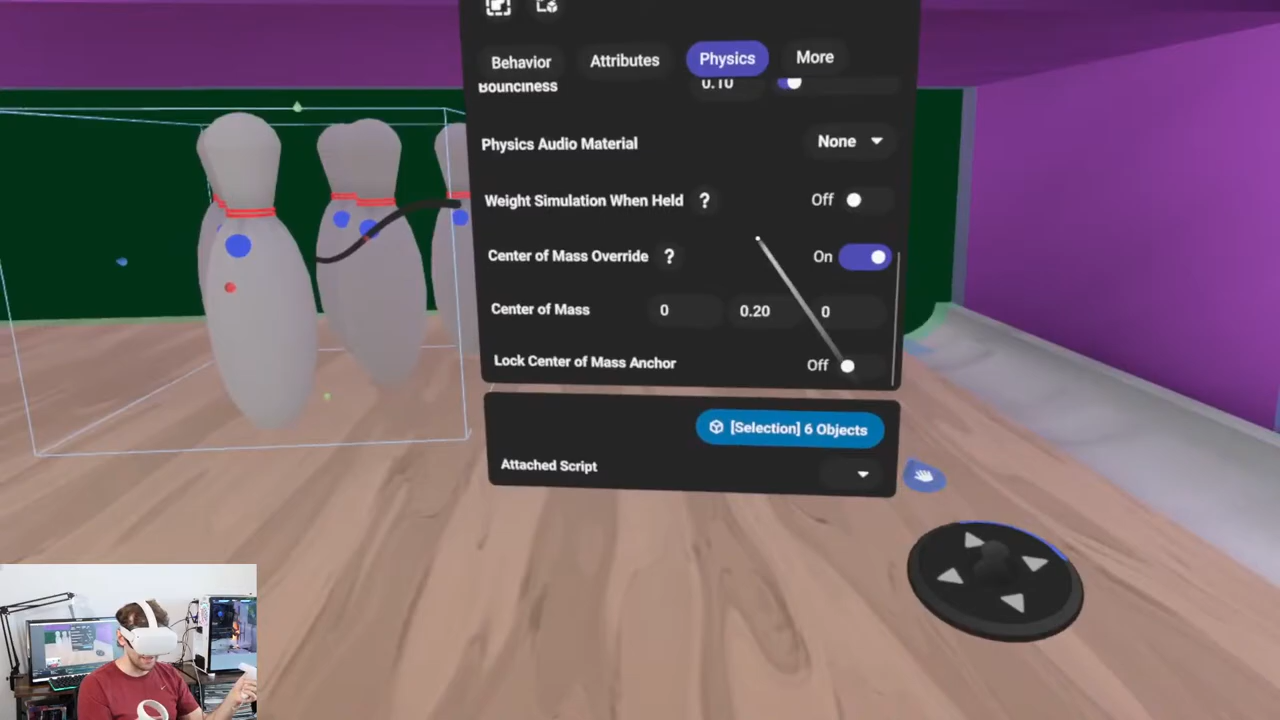 Behavior Attributes Physics More
Bounciness 0.10
Physics Audio Material None
Weight Simulation When Held ? Off
Center of Mass Override ? On
Center of Mass 0 0.20 0
Lock Center of Mass Anchor Off
[Selection] 6 Objects
Attached Script